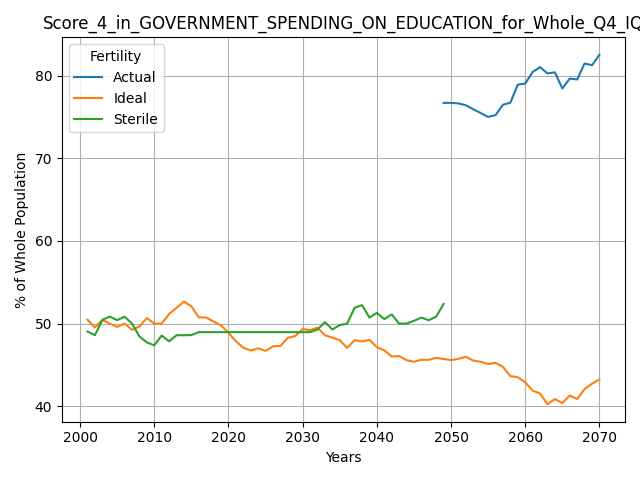 Score_4_in_GOVERNMENT_SPENDING_ON_EDUCATION_for_Whole_Q4_IQ
Fertility
Actual
Ideal
Sterile
% of Whole Population
80
70
60
50
40
2000
2010
2020
2030
2040
2050
2060
2070
Years